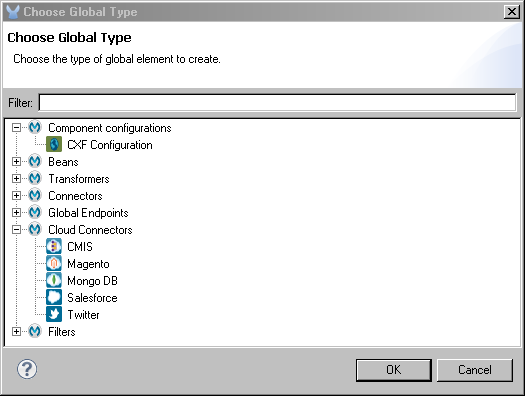 Choose Global Type
Choose Global Type
Choose the type of global element to create.
Filter:
Component configurations
CXF Configuration
Beans
Transformers
Connectors
Global Endpoints
Cloud Connectors
CMIS
Magento
Mongo DB
Salesforce
Twitter
Filters
OK Cancel